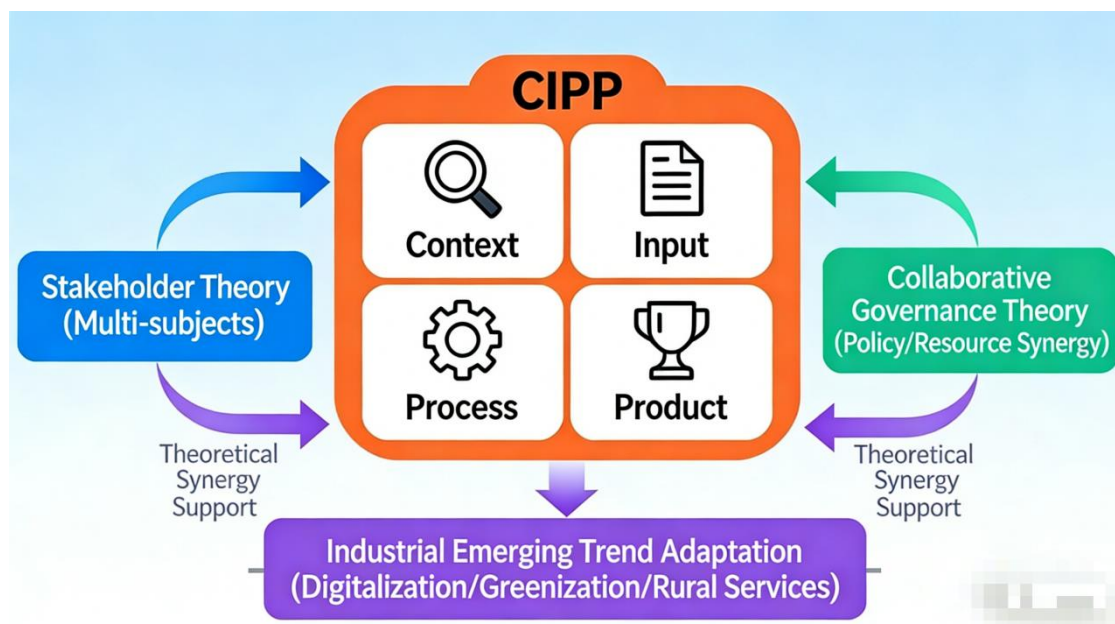 CIPP
Context
Input
Process
Product
Stakeholder Theory
(Multi-subjects)
Collaborative
Governance Theory
(Policy/Resource Synergy)
Theoretical
Synergy
Support
Theoretical
Synergy
Support
Industrial Emerging Trend Adaptation
(Digitalization/Greenization/Rural Services)